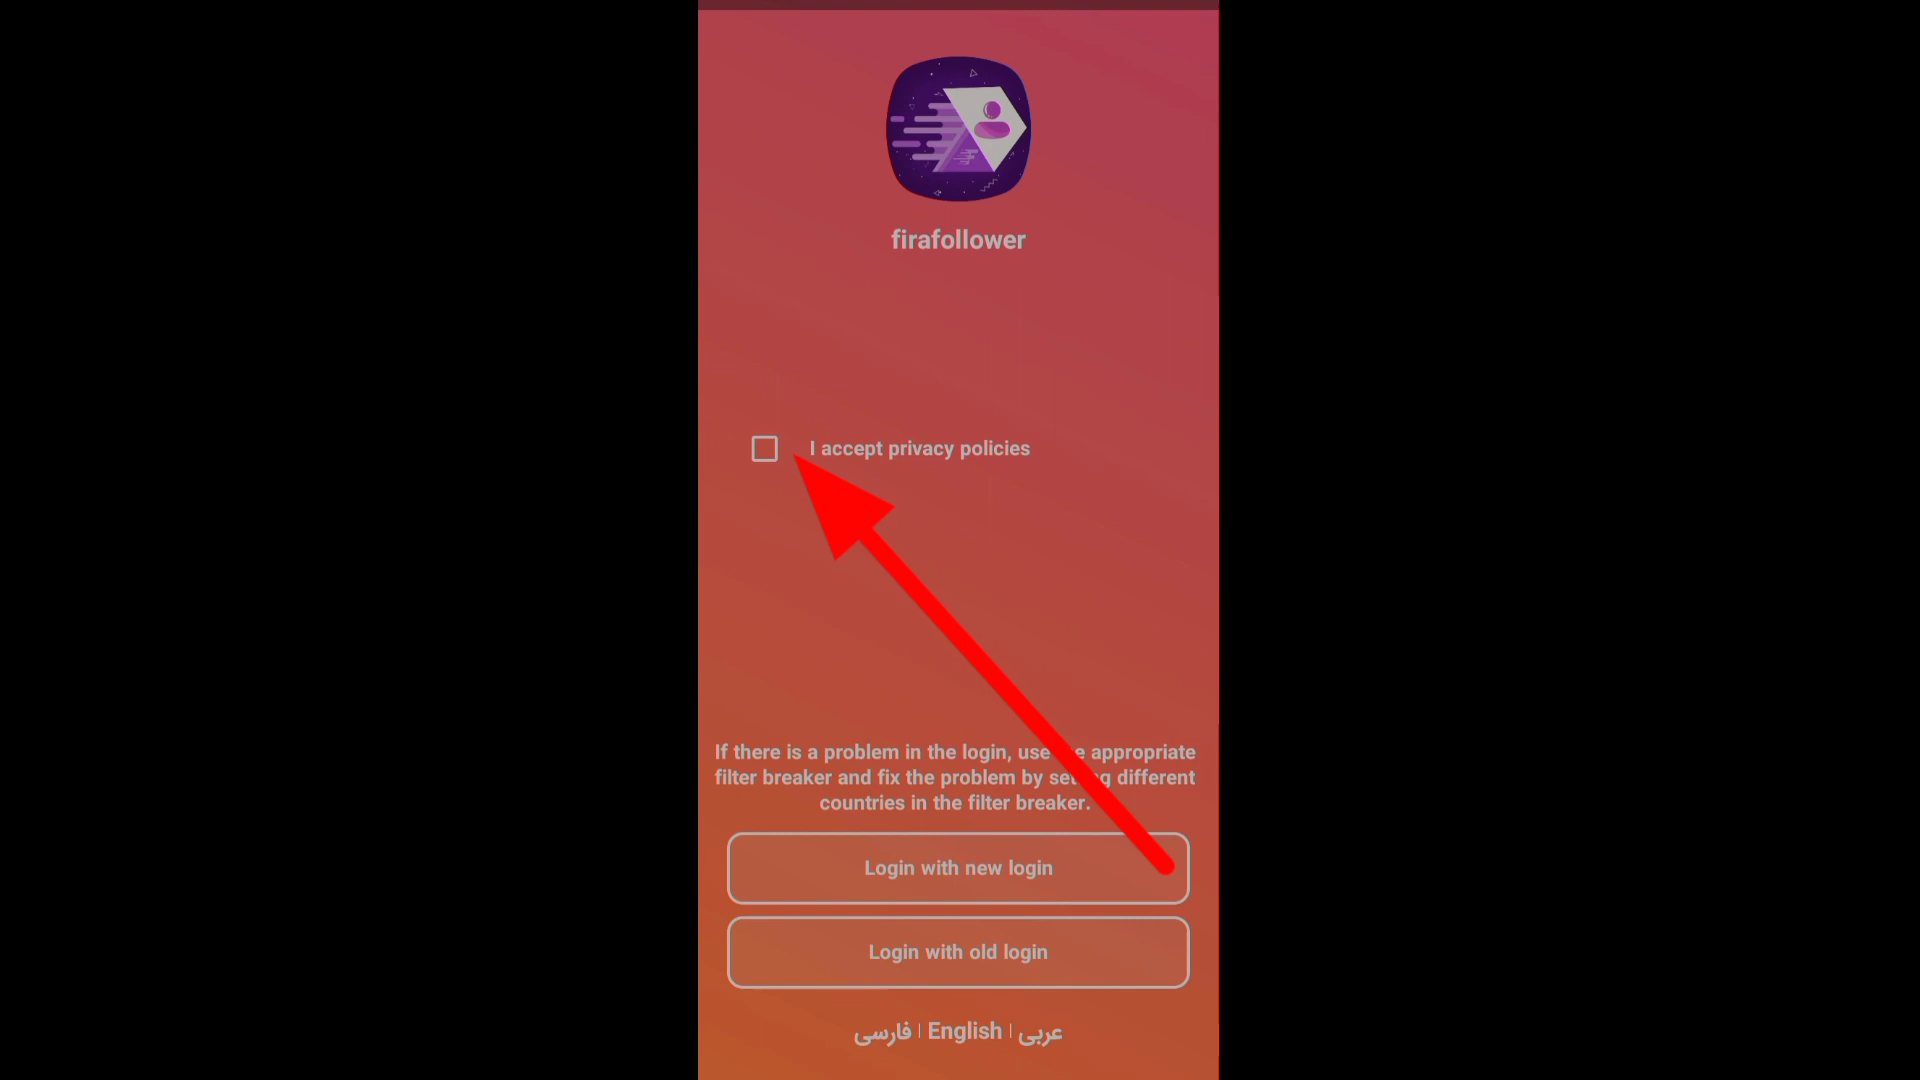 firafollower
I accept privacy policies
If there is a problem in the login, use appropriate
filter breaker and fix the problem by different
countries in the filter breaker.
Login with new login
Login with old login
فارسی | English | عربی